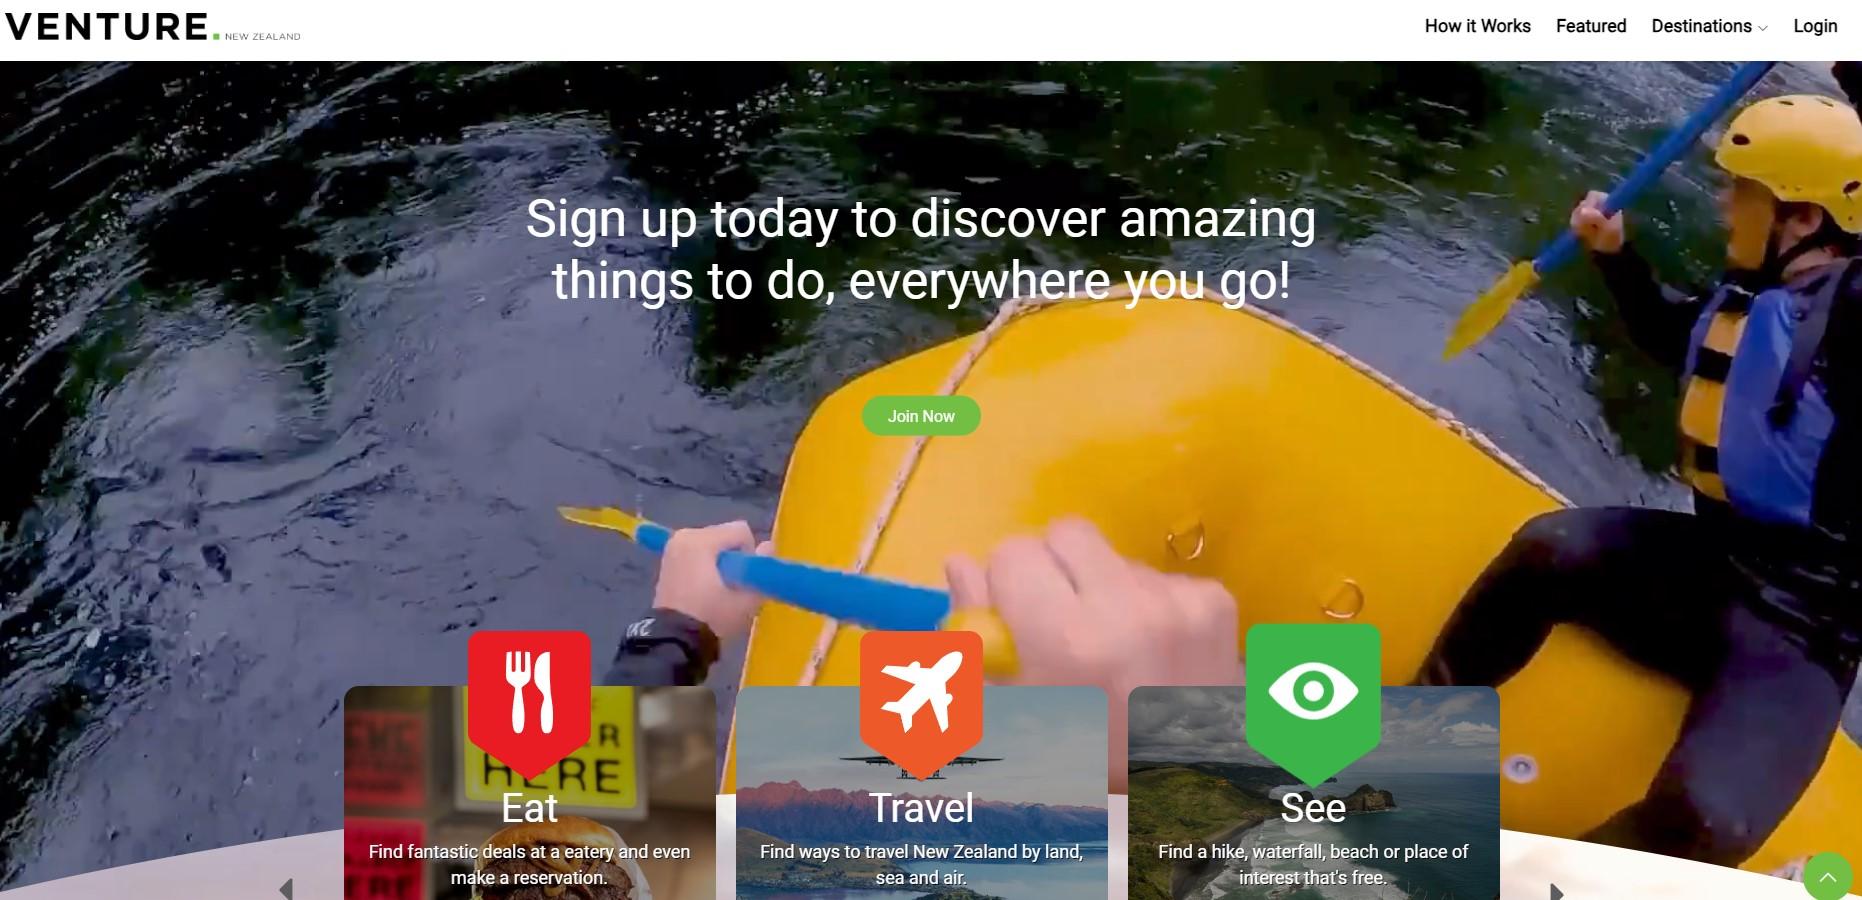 VENTURE. NEW ZEALAND
How it Works Featured Destinations Login
Sign up today to discover amazing
things to do, everywhere you go!
Join Now
HERE
Eat
Find fantastic deals at a eatery and even
make a reservation.
Travel
Find ways to travel New Zealand by land,
sea and air.
See
Find a hike, waterfall, beach or place of
interest that's free.